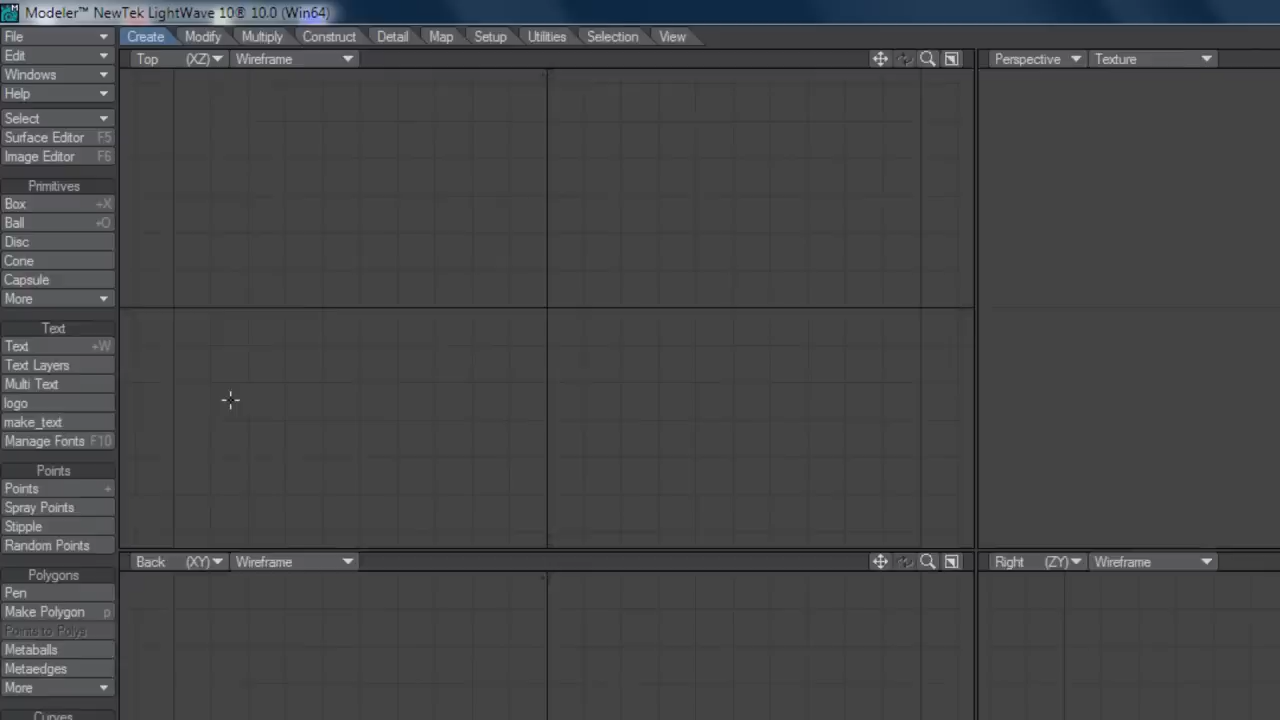 Modeler™ NewTek LightWave 10® 10.0 (Win64)
File
Create Modify Multiply Construct Detail Map Setup Utilities Selection View
Edit
Top (XZ) Wireframe
Perspective Texture
Windows
Help
Select
Surface Editor F5
Image Editor F6
Primitives
Box +X
Ball +O
Disc
Cone
Capsule
More
Text
Text +W
Text Layers
Multi Text
logo
make_text
Manage Fonts F10
Points
Points +
Spray Points
Stipple
Random Points
Back (XY) Wireframe
Right (ZY) Wireframe
Polygons
Pen
Make Polygon p
Points to Polys
Metaballs
Metaedges
More
Curves